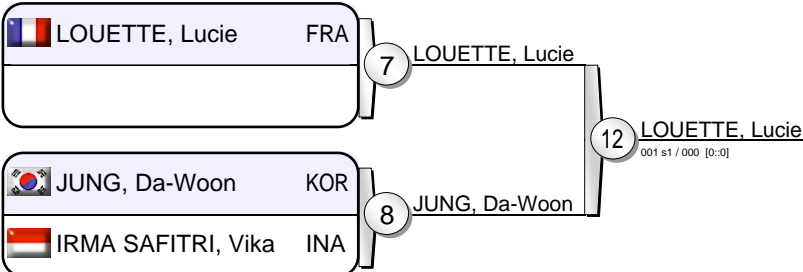 LOUETTE, Lucie FRA
7
LOUETTE, Lucie
12
LOUETTE, Lucie
001 s1 / 000 [0::0]
JUNG, Da-Woon KOR
8
JUNG, Da-Woon
IRMA SAFITRI, Vika INA